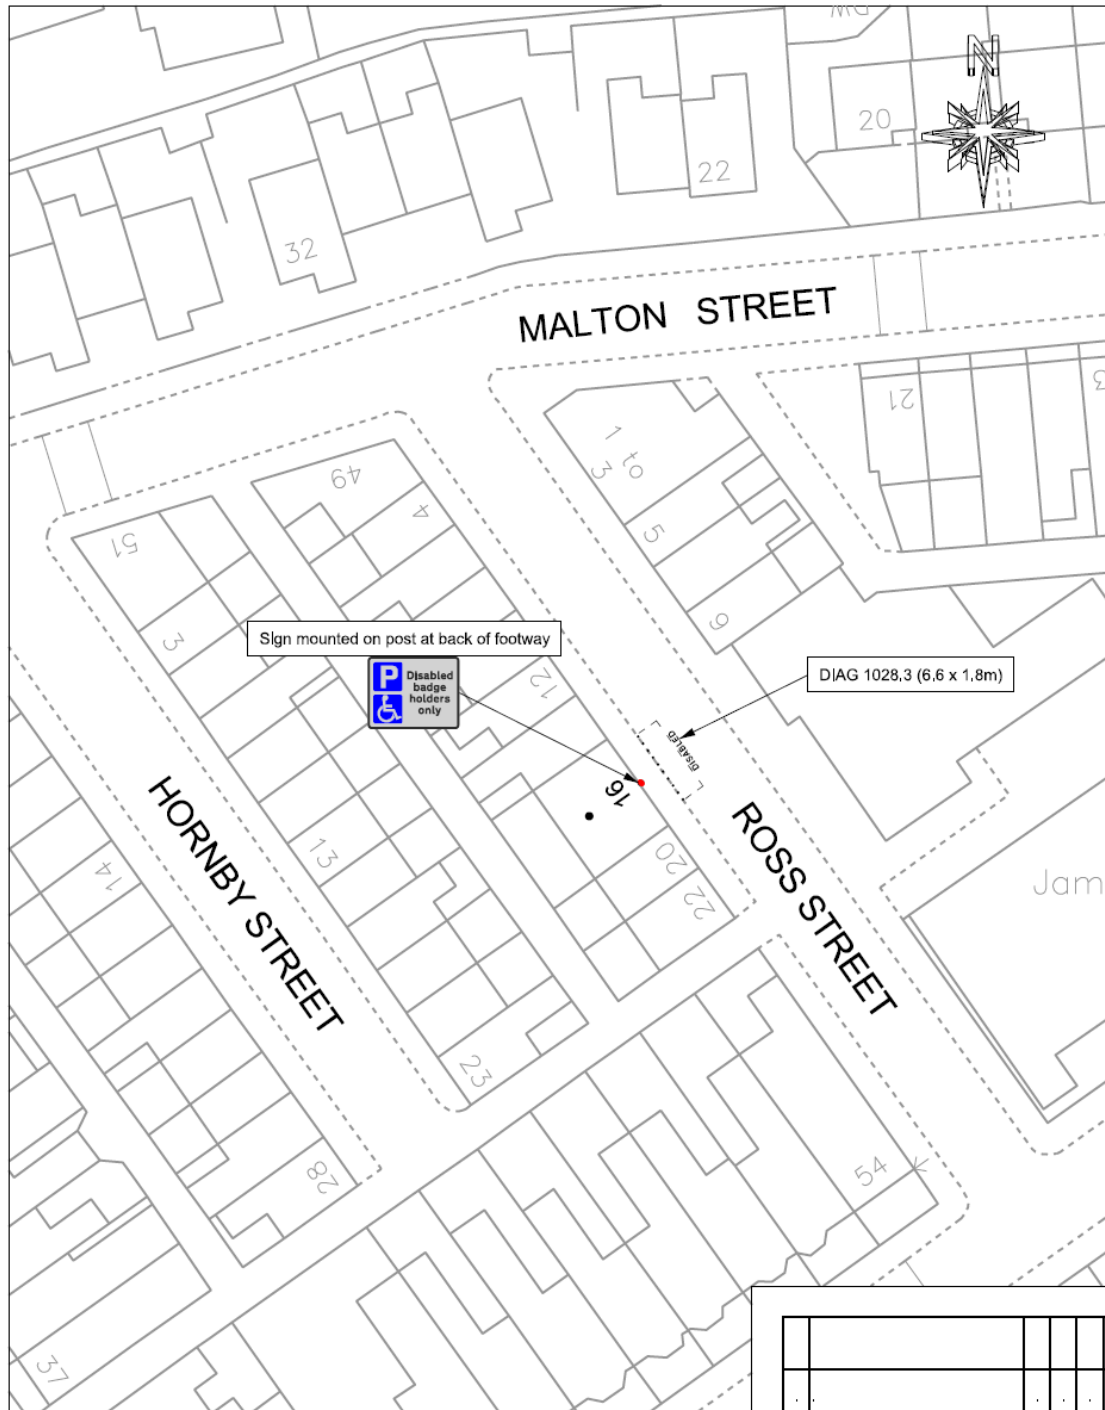 MQ
N
20
22
32
MALTON STREET
21
3
1 to 3
49
4
5
51
3
9
Sign mounted on post at back of footway
P
Disabled
badge
holders
only
12
DIAG 1028.3 (6.6 x 1.8m)
DISABLED
16
HORNBY STREET
ROSS STREET
13
14
20
22
Jam
23
28
54
37